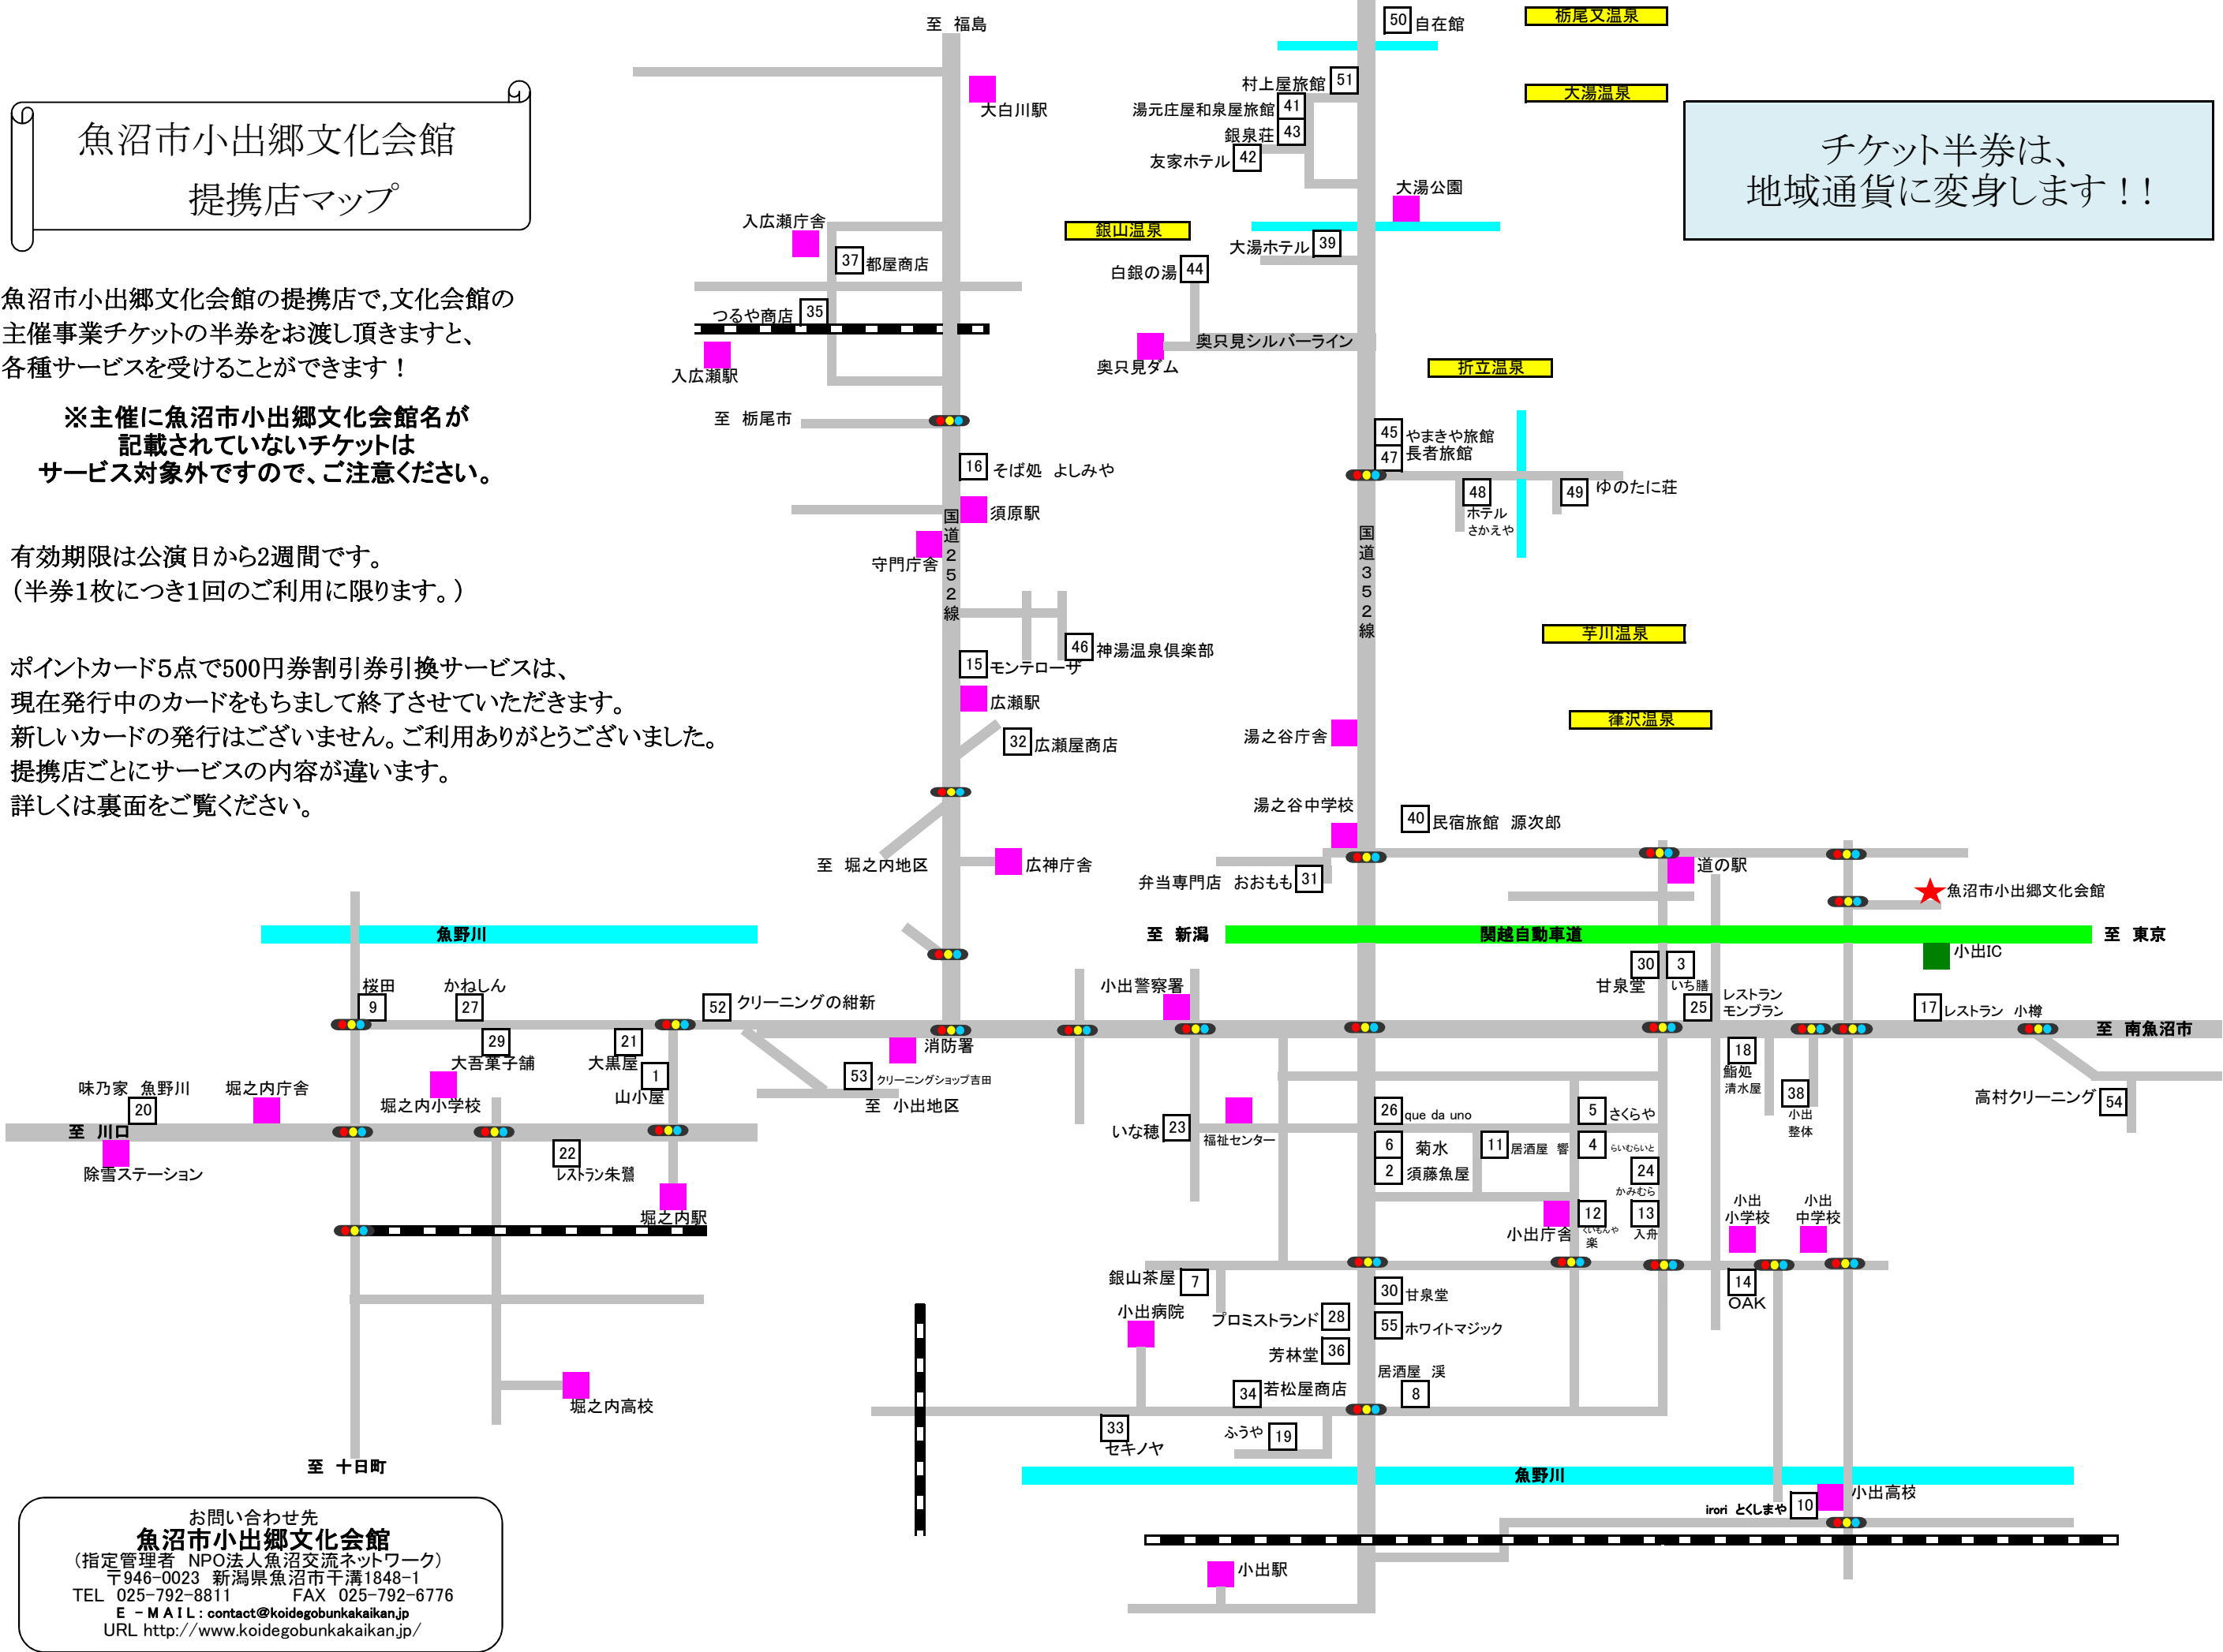 魚沼市小出郷文化会館
提携店マップ
チケット半券は、
地域通貨に変身します！！
魚沼市小出郷文化会館の提携店で,文化会館の
主催事業チケットの半券をお渡し頂きますと、
各種サービスを受けることができます！
※主催に魚沼市小出郷文化会館名が
記載されていないチケットは
サービス対象外ですので、ご注意ください。
有効期限は公演日から2週間です。
（半券１枚につき１回のご利用に限ります。）
ポイントカード５点で500円券割引券引換サービスは、
現在発行中のカードをもちまして終了させていただきます。
新しいカードの発行はございません。ご利用ありがとうございました。
提携店ごとにサービスの内容が違います。
詳しくは裏面をご覧ください。
至　福島
大白川駅
入広瀬庁舎
37 都屋商店
つるや商店 35
入広瀬駅
至　栃尾市
16 そば処　よしみや
須原駅
守門庁舎
国道２５２線
46 神湯温泉倶楽部
15 モンテローザ
広瀬駅
32 広瀬屋商店
至　堀之内地区
広神庁舎
50 自在館
栃尾又温泉
村上屋旅館 51
大湯温泉
湯元庄屋和泉屋旅館 41
銀泉荘 43
友家ホテル 42
大湯公園
銀山温泉
大湯ホテル 39
白銀の湯 44
奥只見シルバーライン
奥只見ダム
折立温泉
45 やまきや旅館
47 長者旅館
48
ホテル
さかえや
49 ゆのたに荘
国道３５２線
芋川温泉
葎沢温泉
湯之谷庁舎
湯之谷中学校
40 民宿旅館　源次郎
弁当専門店　おおもも 31
道の駅
魚沼市小出郷文化会館
至　新潟
関越自動車道
至　東京
小出IC
魚野川
桜田
9
かねしん
27
52 クリーニングの紺新
29
大吾菓子舗
21
大黒屋
1
山小屋
消防署
53 クリーニングショップ吉田
至　小出地区
味乃家　魚野川
20
堀之内庁舎
堀之内小学校
至　川口
除雪ステーション
22
レストラン朱鷺
堀之内駅
堀之内高校
至　十日町
小出警察署
30
甘泉堂
3
いち膳
25
レストラン
モンブラン
17 レストラン　小樽
至　南魚沼市
18
鮨処
清水屋
38
小出
整体
高村クリーニング 54
いな穂 23
福祉センター
26 que da uno
6 菊水
2 須藤魚屋
11 居酒屋　響
5 さくらや
4 らいむらいと
24
かみむら
小出庁舎
12
くいもんや
楽
13
入舟
小出
小学校
小出
中学校
銀山茶屋 7
14
OAK
小出病院
30 甘泉堂
プロミストランド 28
55 ホワイトマジック
芳林堂 36
居酒屋　渓
8
34 若松屋商店
33
セキノヤ
ふうや 19
魚野川
小出高校
irori とくしまや 10
小出駅
お問い合わせ先
魚沼市小出郷文化会館
（指定管理者　NPO法人魚沼交流ネットワーク）
〒946-0023　新潟県魚沼市干溝1848-1
TEL　025-792-8811　　　FAX　025-792-6776
E －ＭＡＩＬ：contact@koidegobunkakaikan.jp
URL http://www.koidegobunkakaikan.jp/